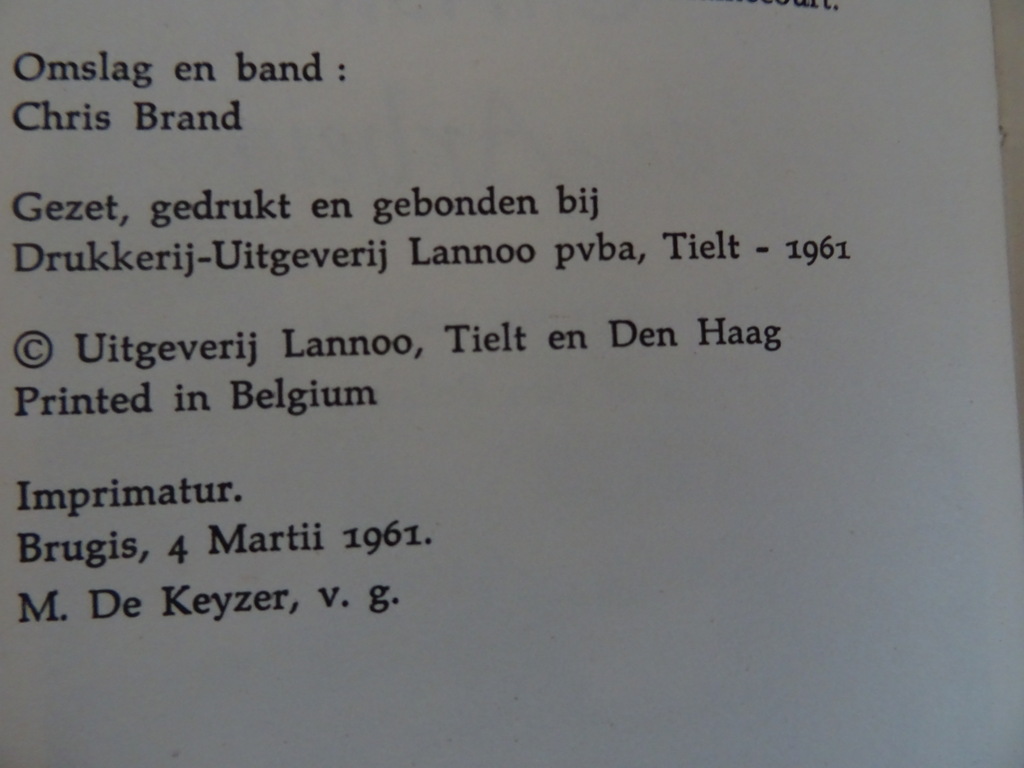 Omslag en band :
Chris Brand
Gezet, gedrukt en gebonden bij
Drukkerij-Uitgeverij Lannoo pvba, Tielt - 1961
© Uitgeverij Lannoo, Tielt en Den Haag
Printed in Belgium
Imprimatur.
Brugis, 4 Martii 1961.
M. De Keyzer, v. g.